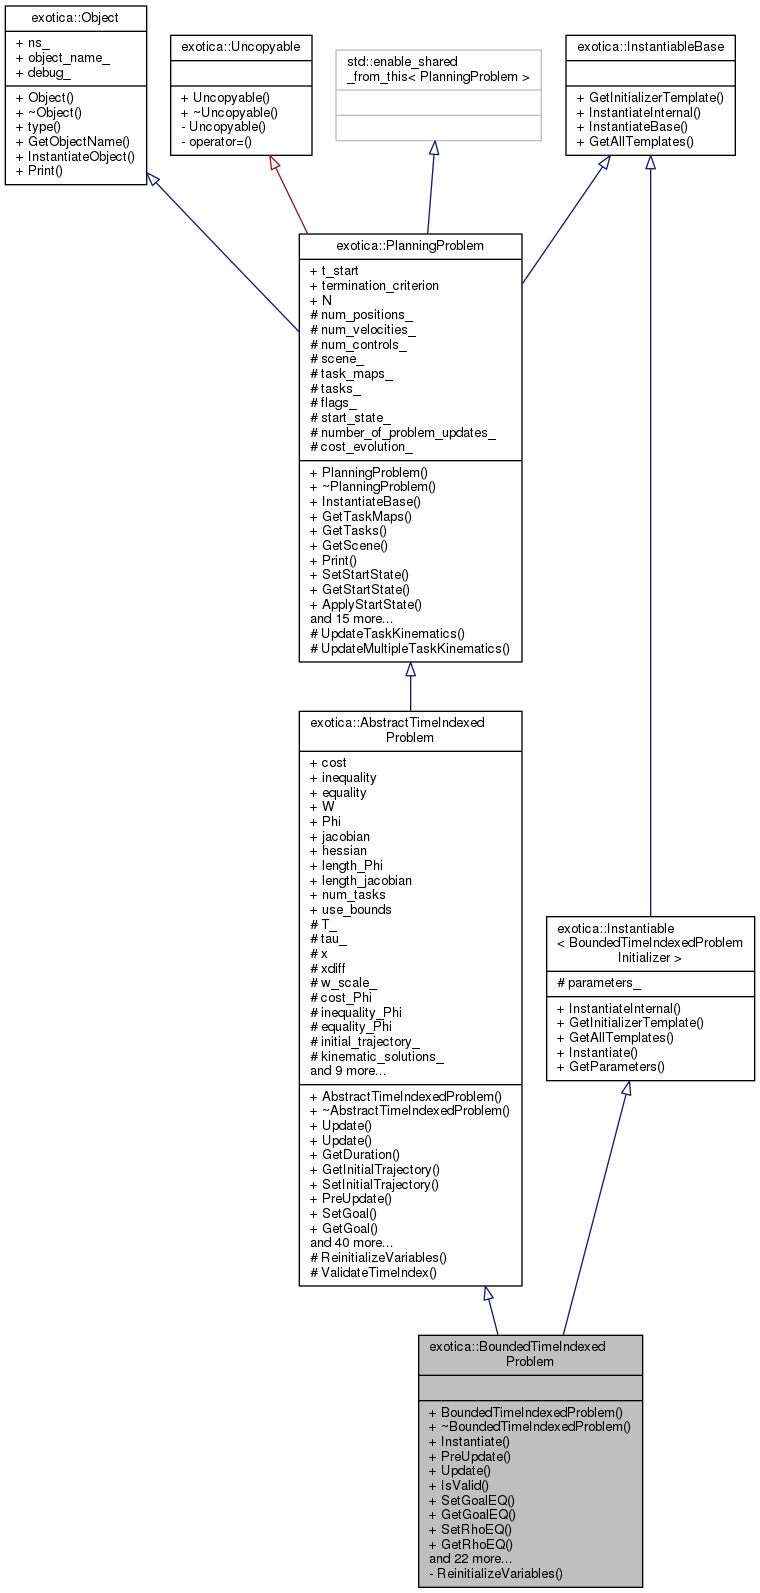 exotica::Object
+ ns_
+ object_name_
+ debug_
+ Object()
+ ~Object()
+ type()
+ GetObjectName()
+ InstantiateObject()
+ Print()
exotica::Uncopyable
+ Uncopyable()
+ ~Uncopyable()
- Uncopyable()
- operator=()
std::enable_shared
_from_this< PlanningProblem >
exotica::InstantiableBase
+ GetInitializerTemplate()
+ InstantiateInternal()
+ InstantiateBase()
+ GetAllTemplates()
exotica::PlanningProblem
+ t_start
+ termination_criterion
+ N
# num_positions_
# num_velocities_
# num_controls_
# scene_
# task_maps_
# tasks_
# flags_
# start_state_
# number_of_problem_updates_
# cost_evolution_
+ PlanningProblem()
+ ~PlanningProblem()
+ InstantiateBase()
+ GetTaskMaps()
+ GetTasks()
+ GetScene()
+ Print()
+ SetStartState()
+ GetStartState()
+ ApplyStartState()
and 15 more...
# UpdateTaskKinematics()
# UpdateMultipleTaskKinematics()
exotica::AbstractTimeIndexed
Problem
+ cost
+ inequality
+ equality
+ W
+ Phi
+ jacobian
+ hessian
+ length_Phi
+ length_jacobian
+ num_tasks
+ use_bounds
# T_
# tau_
# x
# xdiff
# w_scale_
# cost_Phi
# inequality_Phi
# equality_Phi
# initial_trajectory_
# kinematic_solutions_
and 9 more...
+ AbstractTimeIndexedProblem()
+ ~AbstractTimeIndexedProblem()
+ Update()
+ Update()
+ GetDuration()
+ GetInitialTrajectory()
+ SetInitialTrajectory()
+ PreUpdate()
+ SetGoal()
+ GetGoal()
and 40 more...
# ReinitializeVariables()
# ValidateTimeIndex()
exotica::Instantiable
< BoundedTimeIndexedProblem
Initializer >
# parameters_
+ InstantiateInternal()
+ GetInitializerTemplate()
+ GetAllTemplates()
+ Instantiate()
+ GetParameters()
exotica::BoundedTimeIndexed
Problem
+ BoundedTimeIndexedProblem()
+ ~BoundedTimeIndexedProblem()
+ Instantiate()
+ PreUpdate()
+ Update()
+ IsValid()
+ SetGoalEQ()
+ GetGoalEQ()
+ SetRhoEQ()
+ GetRhoEQ()
and 22 more...
- ReinitializeVariables()